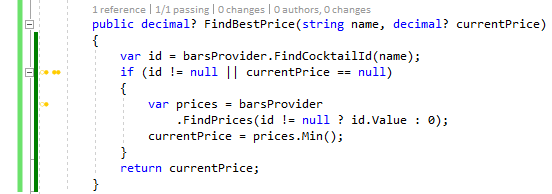 1 reference | 1/1 passing | 0 changes | 0 authors, 0 changes
public decimal? FindBestPrice(string name, decimal? currentPrice)
{
var id = barsProvider.FindCocktailId(name);
if (id != null || currentPrice == null)
{
var prices = barsProvider
.FindPrices(id != null ? id.Value : 0);
currentPrice = prices.Min();
}
return currentPrice;
}